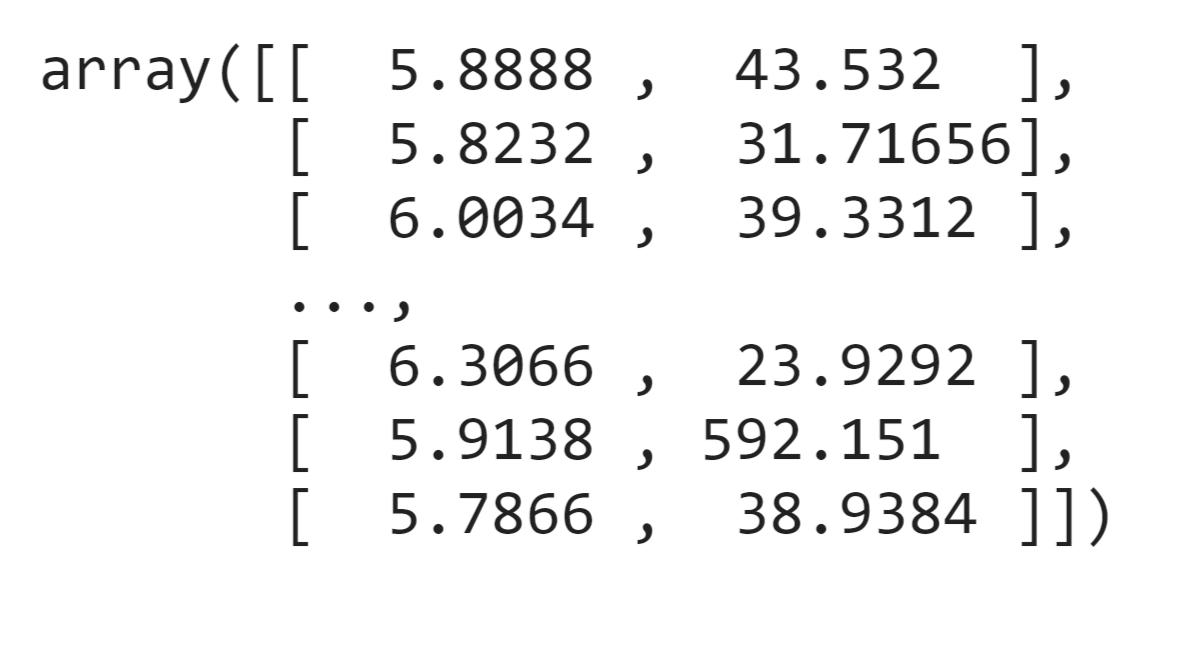 array([[  5.8888 ,  43.532  ],
       [  5.8232 ,  31.71656],
       [  6.0034 ,  39.3312 ],
       ...,
       [  6.3066 ,  23.9292 ],
       [  5.9138 , 592.151  ],
       [  5.7866 ,  38.9384 ]])